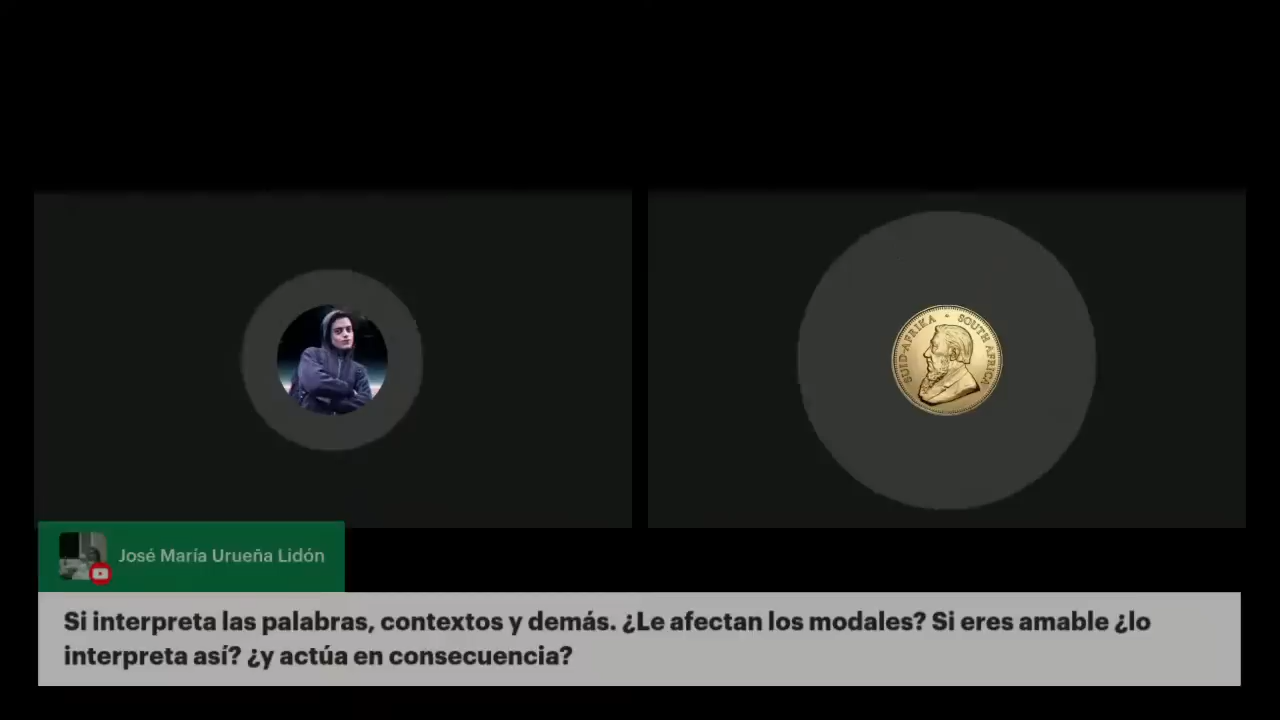 SUID-AFRIKA · SOUTH AFRICA
José María Urueña Lidón
Si interpreta las palabras, contextos y demás. ¿Le afectan los modales? Si eres amable ¿lo
interpreta así? ¿y actúa en consecuencia?